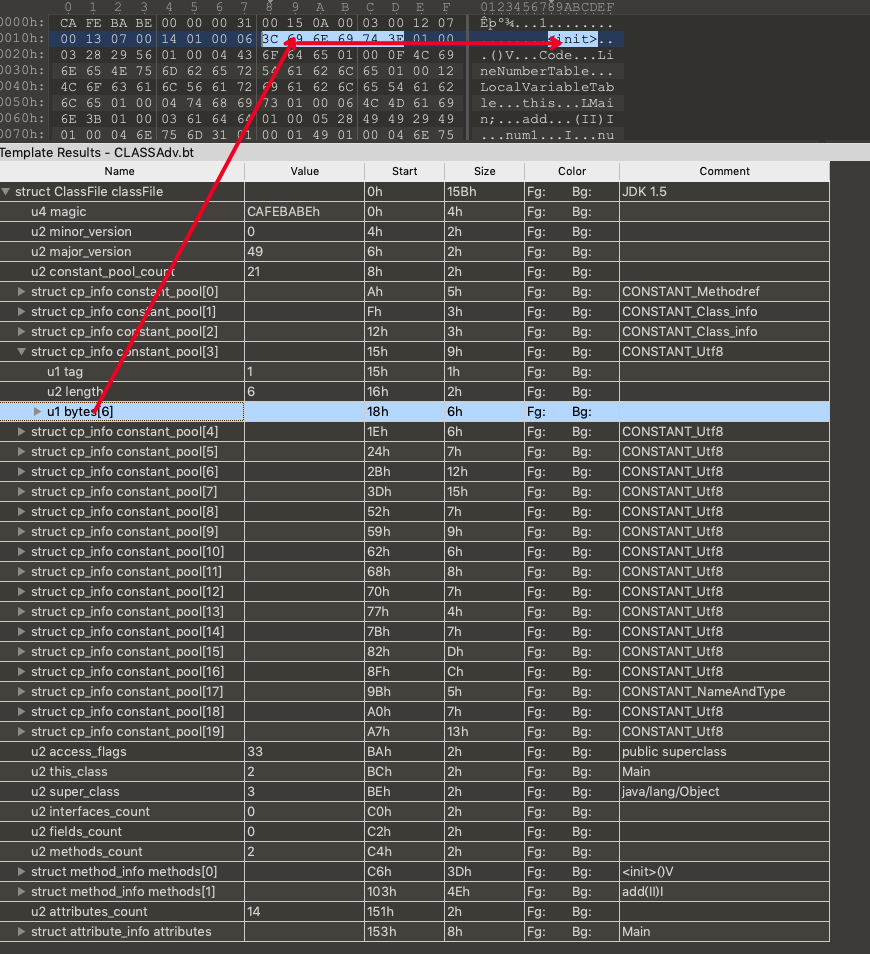 0 1 2 3 4 5 6 7 8 9 A B C D E F 0123456789ABCDEF
0000h: CA FE BA BE 00 00 00 31 00 15 0A 00 03 00 12 07 Êþº¾...1........
0010h: 00 13 07 00 14 01 00 06 3C 69 6E 69 74 3E 01 00 ........<init>..
0020h: 03 28 29 56 01 00 04 43 6F 64 65 01 00 0F 4C 69 .()V...Code...Li
0030h: 6E 65 4E 75 6D 62 65 72 54 61 62 6C 65 01 00 12 neNumberTable...
0040h: 4C 6F 63 61 6C 56 61 72 69 61 62 6C 65 54 61 62 LocalVariableTab
0050h: 6C 65 01 00 04 74 68 69 73 01 00 06 4C 4D 61 69 le...this...LMai
0060h: 6E 3B 01 00 03 61 64 64 01 00 05 28 49 49 29 49 n;...add...(II)I
0070h: 01 00 04 6E 75 6D 31 01 00 01 49 01 00 04 6E 75 ...num1...I...nu
Template Results - CLASSAdv.bt
Name Value Start Size Color Comment
struct ClassFile classFile 0h 15Bh Fg: Bg: JDK 1.5
u4 magic CAFEBABEh 0h 4h Fg: Bg:
u2 minor_version 0 4h 2h Fg: Bg:
u2 major_version 49 6h 2h Fg: Bg:
u2 constant_pool_count 21 8h 2h Fg: Bg:
struct cp_info constant_pool[0] Ah 5h Fg: Bg: CONSTANT_Methodref
struct cp_info constant_pool[1] Fh 3h Fg: Bg: CONSTANT_Class_info
struct cp_info constant_pool[2] 12h 3h Fg: Bg: CONSTANT_Class_info
struct cp_info constant_pool[3] 15h 9h Fg: Bg: CONSTANT_Utf8
u1 tag 1 15h 1h Fg: Bg:
u2 length 6 16h 2h Fg: Bg:
u1 bytes[6] 18h 6h Fg: Bg:
struct cp_info constant_pool[4] 1Eh 6h Fg: Bg: CONSTANT_Utf8
struct cp_info constant_pool[5] 24h 7h Fg: Bg: CONSTANT_Utf8
struct cp_info constant_pool[6] 2Bh 12h Fg: Bg: CONSTANT_Utf8
struct cp_info constant_pool[7] 3Dh 15h Fg: Bg: CONSTANT_Utf8
struct cp_info constant_pool[8] 52h 7h Fg: Bg: CONSTANT_Utf8
struct cp_info constant_pool[9] 59h 9h Fg: Bg: CONSTANT_Utf8
struct cp_info constant_pool[10] 62h 6h Fg: Bg: CONSTANT_Utf8
struct cp_info constant_pool[11] 68h 8h Fg: Bg: CONSTANT_Utf8
struct cp_info constant_pool[12] 70h 7h Fg: Bg: CONSTANT_Utf8
struct cp_info constant_pool[13] 77h 4h Fg: Bg: CONSTANT_Utf8
struct cp_info constant_pool[14] 7Bh 7h Fg: Bg: CONSTANT_Utf8
struct cp_info constant_pool[15] 82h Dh Fg: Bg: CONSTANT_Utf8
struct cp_info constant_pool[16] 8Fh Ch Fg: Bg: CONSTANT_Utf8
struct cp_info constant_pool[17] 9Bh 5h Fg: Bg: CONSTANT_NameAndType
struct cp_info constant_pool[18] A0h 7h Fg: Bg: CONSTANT_Utf8
struct cp_info constant_pool[19] A7h 13h Fg: Bg: CONSTANT_Utf8
u2 access_flags 33 BAh 2h Fg: Bg: public superclass
u2 this_class 2 BCh 2h Fg: Bg: Main
u2 super_class 3 BEh 2h Fg: Bg: java/lang/Object
u2 interfaces_count 0 C0h 2h Fg: Bg:
u2 fields_count 0 C2h 2h Fg: Bg:
u2 methods_count 2 C4h 2h Fg: Bg:
struct method_info methods[0] C6h 3Dh Fg: Bg: <init>()V
struct method_info methods[1] 103h 4Eh Fg: Bg: add(II)I
u2 attributes_count 14 151h 2h Fg: Bg:
struct attribute_info attributes 153h 8h Fg: Bg: Main